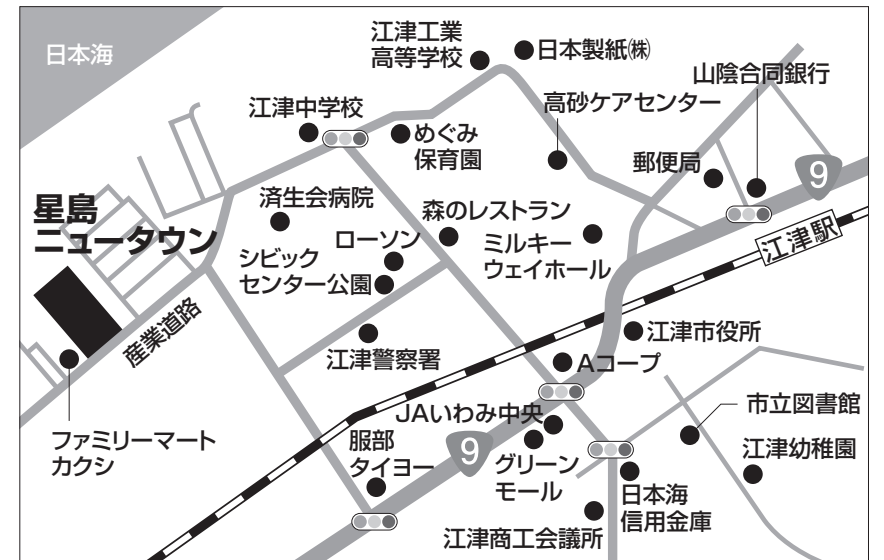 日本海
江津工業
高等学校
日本製紙㈱
山陰合同銀行
高砂ケアセンター
江津中学校
めぐみ
保育園
郵便局
9
星島
ニュータウン
済生会病院
森のレストラン
ローソン
シビック
センター公園
ミルキー
ウェイホール
江津駅
産業道路
江津警察署
江津市役所
Aコープ
JAいわみ中央
市立図書館
ファミリーマート
カクシ
服部
タイヨー
9
グリーン
モール
江津幼稚園
日本海
信用金庫
江津商工会議所